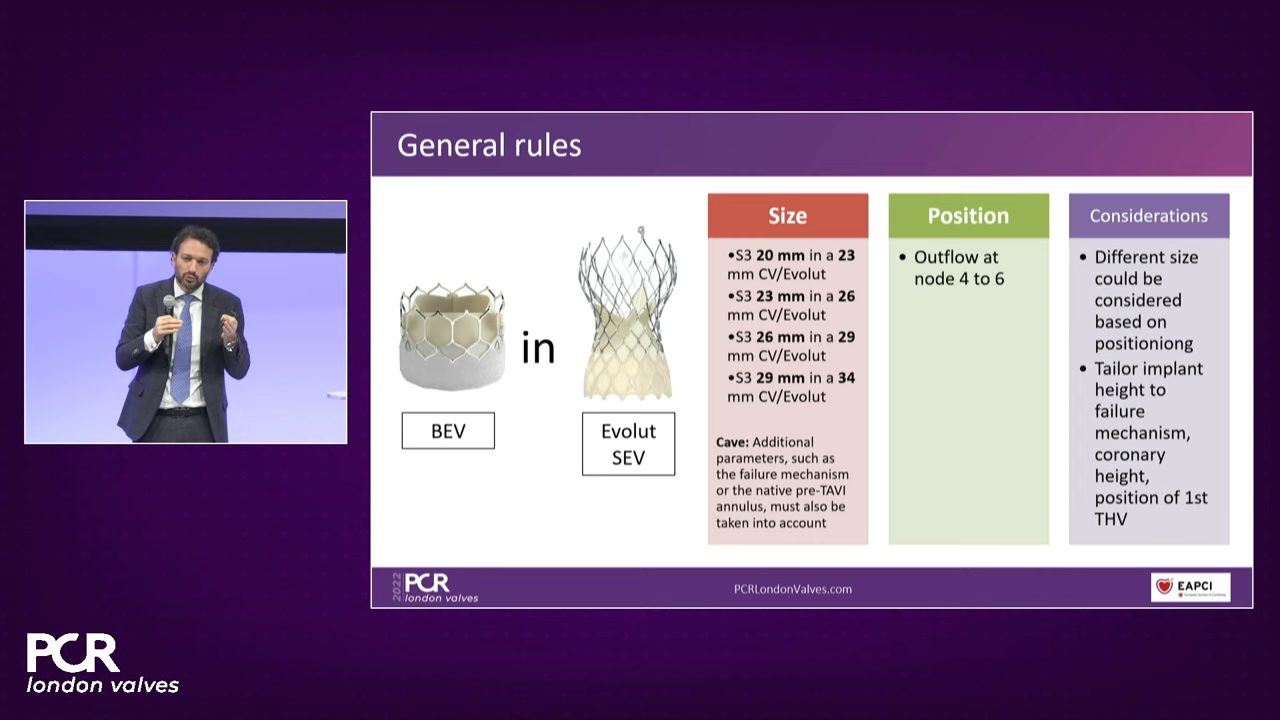 General rules
BEV
in
Evolut
SEV
Size
•S3 20 mm in a 23
mm CV/Evolut
•S3 23 mm in a 26
mm CV/Evolut
•S3 26 mm in a 29
mm CV/Evolut
•S3 29 mm in a 34
mm CV/Evolut
Cave: Additional
parameters, such as
the failure mechanism
or the native pre-TAVI
annulus, must also be
taken into account
Position
• Outflow at
node 4 to 6
Considerations
• Different size
could be
considered
based on
positioniong
• Tailor implant
height to
failure
mechanism,
coronary
height,
position of 1st
THV
2022
PCR
london valves
PCRLondonValves.com
EAPCI
PCR
london valves